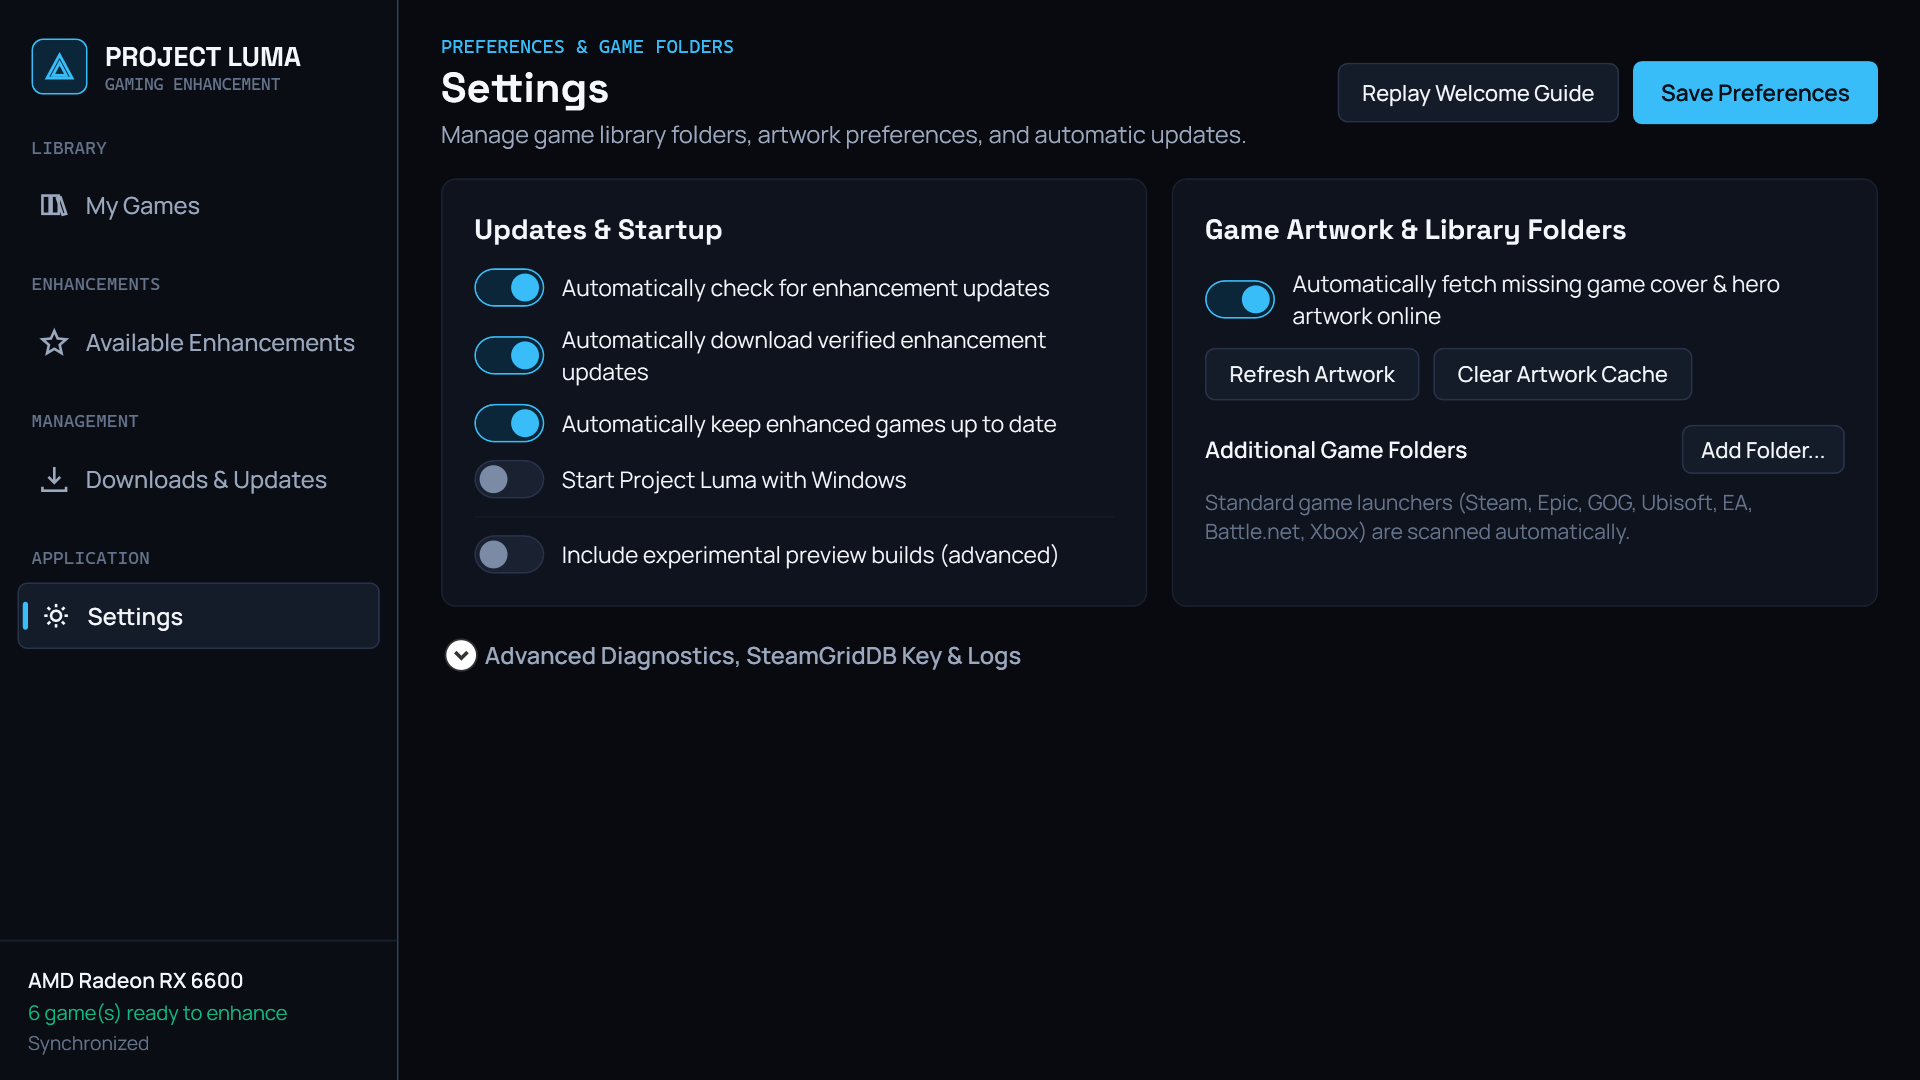 PROJECT LUMA
GAMING ENHANCEMENT
LIBRARY
My Games
ENHANCEMENTS
Available Enhancements
MANAGEMENT
Downloads & Updates
APPLICATION
Settings
AMD Radeon RX 6600
6 game(s) ready to enhance
Synchronized
PREFERENCES & GAME FOLDERS
Settings
Manage game library folders, artwork preferences, and automatic updates.
Replay Welcome Guide
Save Preferences
Updates & Startup
Automatically check for enhancement updates
Automatically download verified enhancement
updates
Automatically keep enhanced games up to date
Start Project Luma with Windows
Include experimental preview builds (advanced)
Game Artwork & Library Folders
Automatically fetch missing game cover & hero
artwork online
Refresh Artwork
Clear Artwork Cache
Additional Game Folders
Add Folder...
Standard game launchers (Steam, Epic, GOG, Ubisoft, EA,
Battle.net, Xbox) are scanned automatically.
Advanced Diagnostics, SteamGridDB Key & Logs